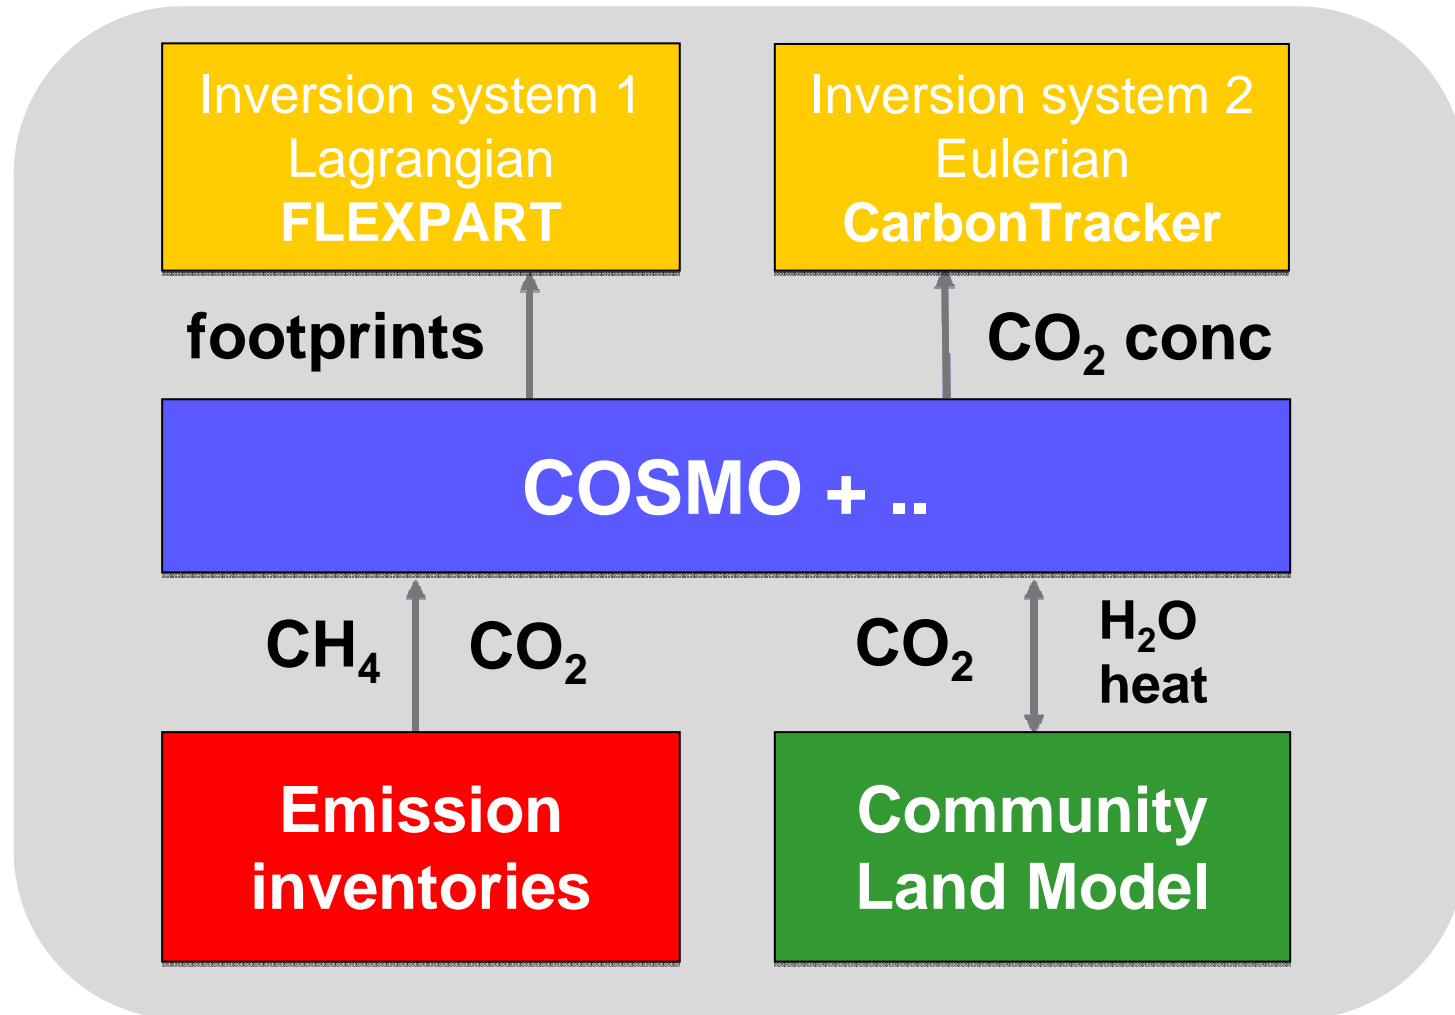 Inversion system 1
Lagrangian
FLEXPART
Inversion system 2
Eulerian
CarbonTracker
footprints
CO₂ conc
COSMO + ..
CH₄
CO₂
CO₂
H₂O
heat
Emission
inventories
Community
Land Model